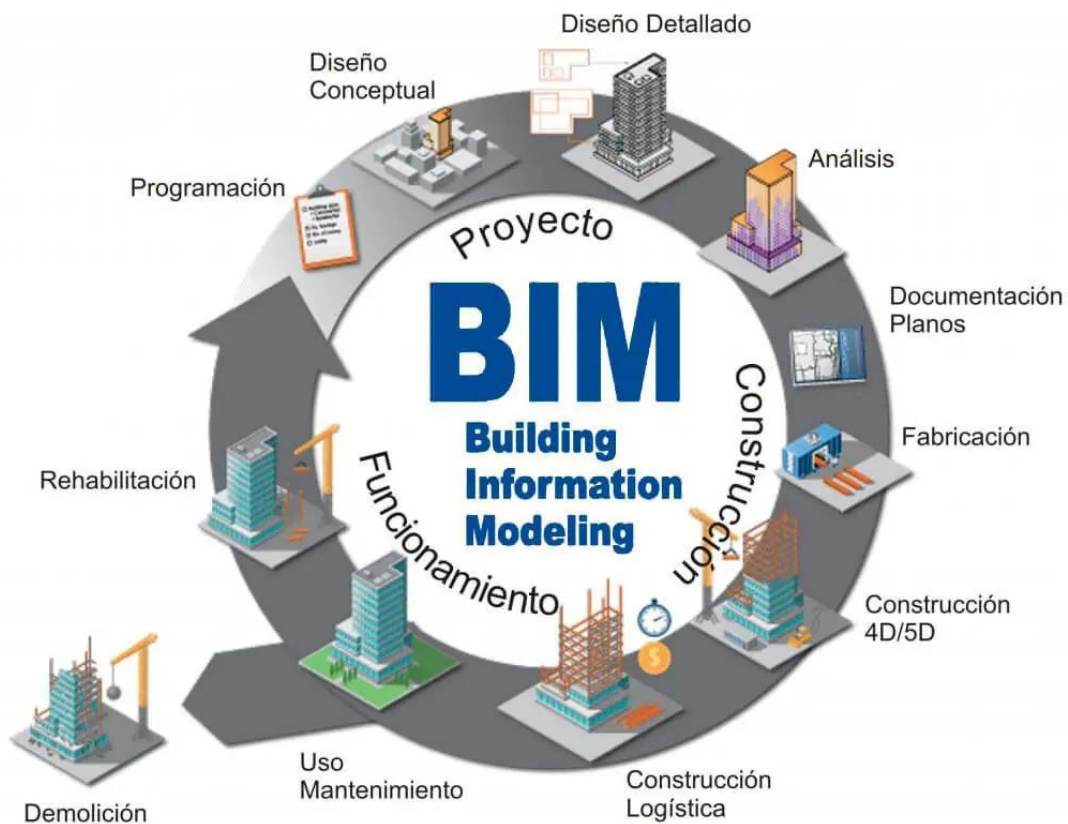 Diseño Detallado
Diseño
Conceptual
Análisis
Programación
Proyecto
BIM
Building
Information
Modeling
Documentación
Planos
Construcción
Fabricación
Funcionamiento
Rehabilitación
Construcción
4D/5D
$
Uso
Mantenimiento
Construcción
Logística
Demolición